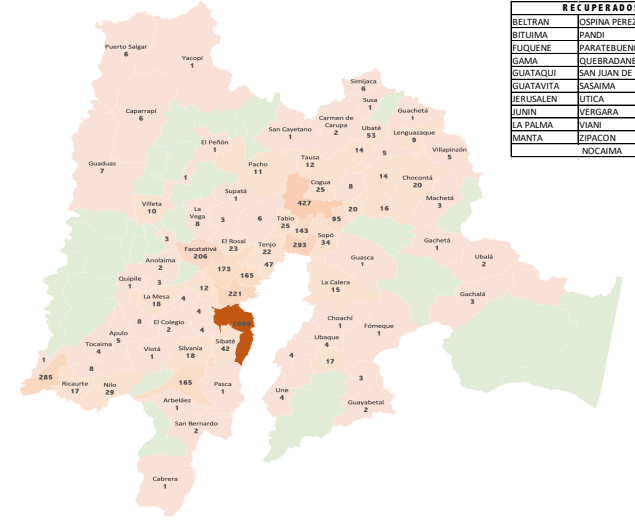 RECUPERADOS
BELTRAN OSPINA PEREZ
BITUIMA PANDI
FUQUENE PARATEBUENO
GAMA QUEBRADANE
GUATAQUI SAN JUAN DE
GUATAVITA SASAIMA
JERUSALEN UTICA
JUNIN VERGARA
LA PALMA VIANI
MANTA ZIPACON
NOCAIMA
Puerto Salgar
6
Yacopí
1
Caparrapí
6
Simijaca
6
Susa
1
Guachetá
1
Carmen de
Carupa
2
Ubaté
53
Lenguazaque
9
San Cayetano
1
El Peñón
1
Villapinzón
5
14
5
Tausa
12
Pacho
11
Guaduas
7
1
Cogua
25
8
14
Chocontá
20
Supatá
1
Machetá
3
Villeta
10
La
Vega
8
3
6
427
20
16
95
Tabio
25
143
Sopó
34
293
3
El Rosal
23
Tenjo
22
Facatativá
206
Gachetá
1
Ubalá
2
Guasca
1
Anolaima
2
47
173
165
Quipile
1
3
12
La Calera
15
Gachalá
3
221
La Mesa
18
4
4
8
El Colegio
2
4
Choachí
1
Fómeque
1
Apulo
5
Tocaima
4
Viotá
1
Silvania
18
Sibaté
42
Ubaque
4
1
4
17
8
285
Ricaurte
17
Nilo
29
165
Pasca
1
3
Une
4
Arbeláez
1
Guayabetal
2
San Bernardo
2
Cabrera
1